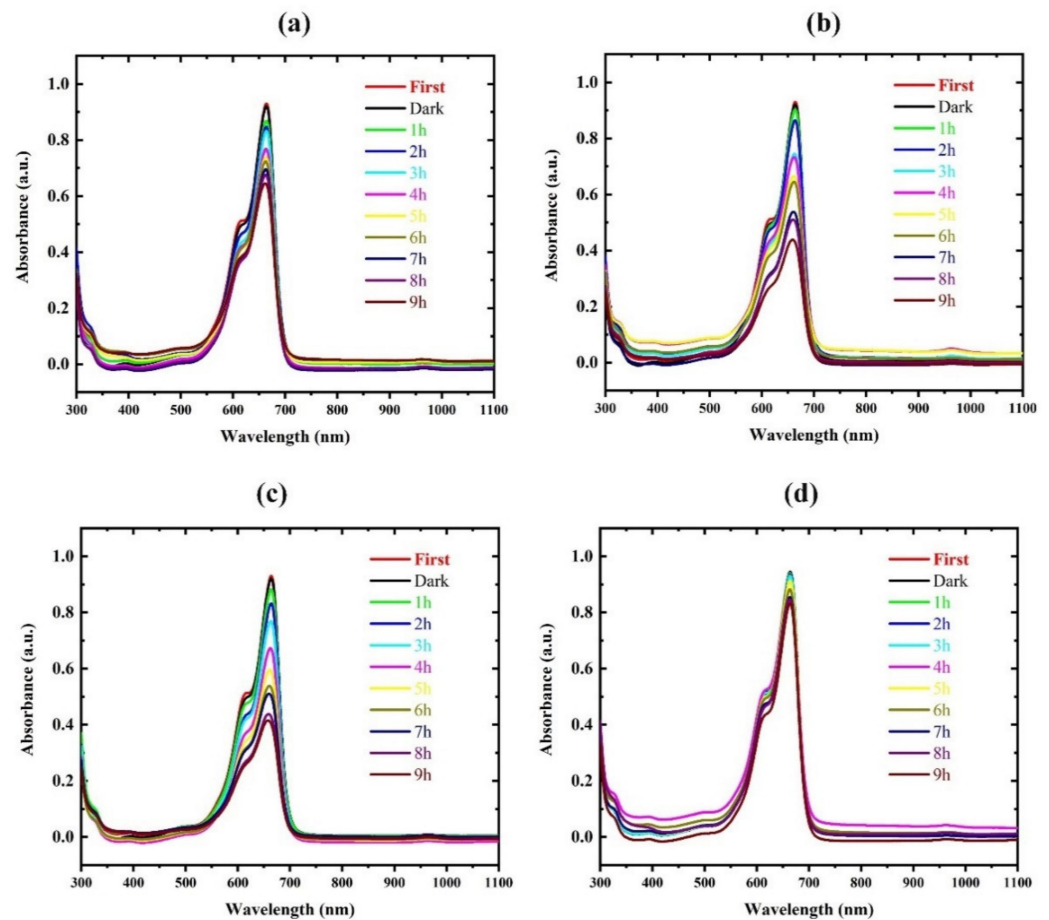 (a)
1.0
0.8
0.6
0.4
0.2
0.0
300 400 500 600 700 800 900 1000 1100
Absorbance (a.u.)
Wavelength (nm)
First
Dark
1h
2h
3h
4h
5h
6h
7h
8h
9h
(b)
1.0
0.8
0.6
0.4
0.2
0.0
300 400 500 600 700 800 900 1000 1100
Absorbance (a.u.)
Wavelength (nm)
First
Dark
1h
2h
3h
4h
5h
6h
7h
8h
9h
(c)
1.0
0.8
0.6
0.4
0.2
0.0
300 400 500 600 700 800 900 1000 1100
Absorbance (a.u.)
Wavelength (nm)
First
Dark
1h
2h
3h
4h
5h
6h
7h
8h
9h
(d)
1.0
0.8
0.6
0.4
0.2
0.0
300 400 500 600 700 800 900 1000 1100
Absorbance (a.u.)
Wavelength (nm)
First
Dark
1h
2h
3h
4h
5h
6h
7h
8h
9h